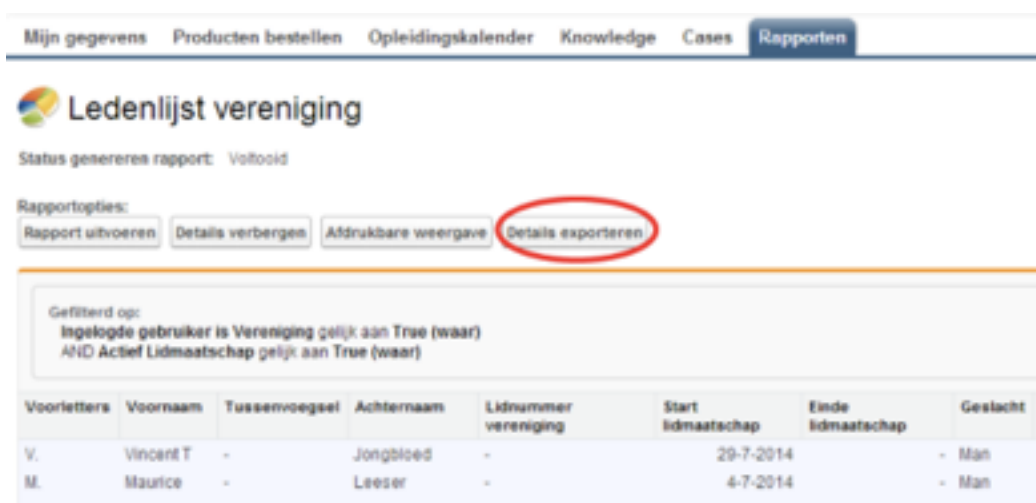 Mijn gegevens Producten bestellen Opleidingskalender Knowledge Cases Rapporten
Ledenlijst vereniging
Status genereren rapport: Voltooid
Rapportopties:
Rapport uitvoeren Details verbergen Afdrukbare weergave Details exporteren
Gefilterd op:
Ingelogde gebruiker is Vereniging gelijk aan True (waar)
AND Actief Lidmaatschap gelijk aan True (waar)
Voorletters Voornaam Tussenvoegsel Achternaam Lidnummer vereniging Start lidmaatschap Einde lidmaatschap Geslacht
V. Vincent T - Jongbloed - 29-7-2014 - Man
M. Maurice - Leeser - 4-7-2014 - Man